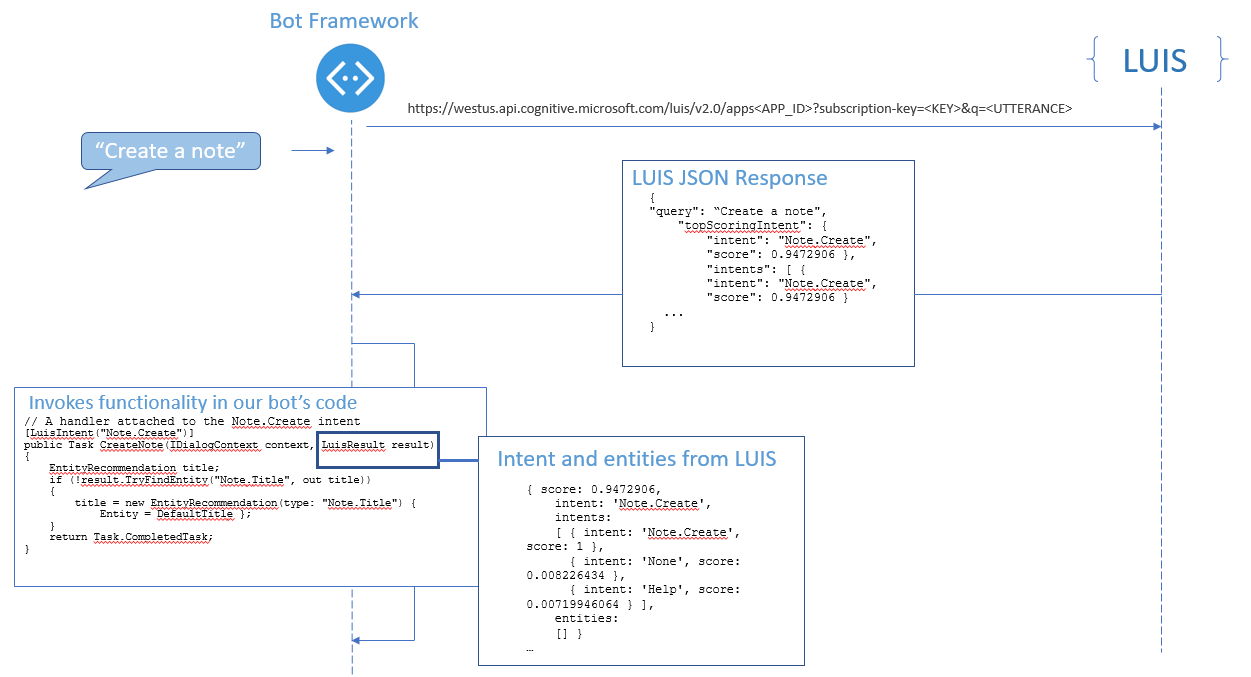 Bot Framework
{ LUIS }
https://westus.api.cognitive.microsoft.com/luis/v2.0/apps<APP_ID>?subscription-key=<KEY>&q=<UTTERANCE>
“Create a note”
LUIS JSON Response
{
"query": “Create a note",
"topScoringIntent": {
"intent": "Note.Create",
"score": 0.9472906 },
"intents": [ {
"intent": "Note.Create",
"score": 0.9472906 }
...
}
Invokes functionality in our bot’s code
// A handler attached to the Note.Create intent
[LuisIntent("Note.Create")]
public Task CreateNote(IDialogContext context, LuisResult result)
{
EntityRecommendation title;
if (!result.TryFindEntity("Note.Title", out title))
{
title = new EntityRecommendation(type: "Note.Title") {
Entity = DefaultTitle };
}
return Task.CompletedTask;
}
Intent and entities from LUIS
{ score: 0.9472906,
intent: 'Note.Create',
intents:
[ { intent: 'Note.Create',
score: 1 },
{ intent: 'None', score:
0.008226434 },
{ intent: 'Help', score:
0.00719946064 } ],
entities:
[] }
…